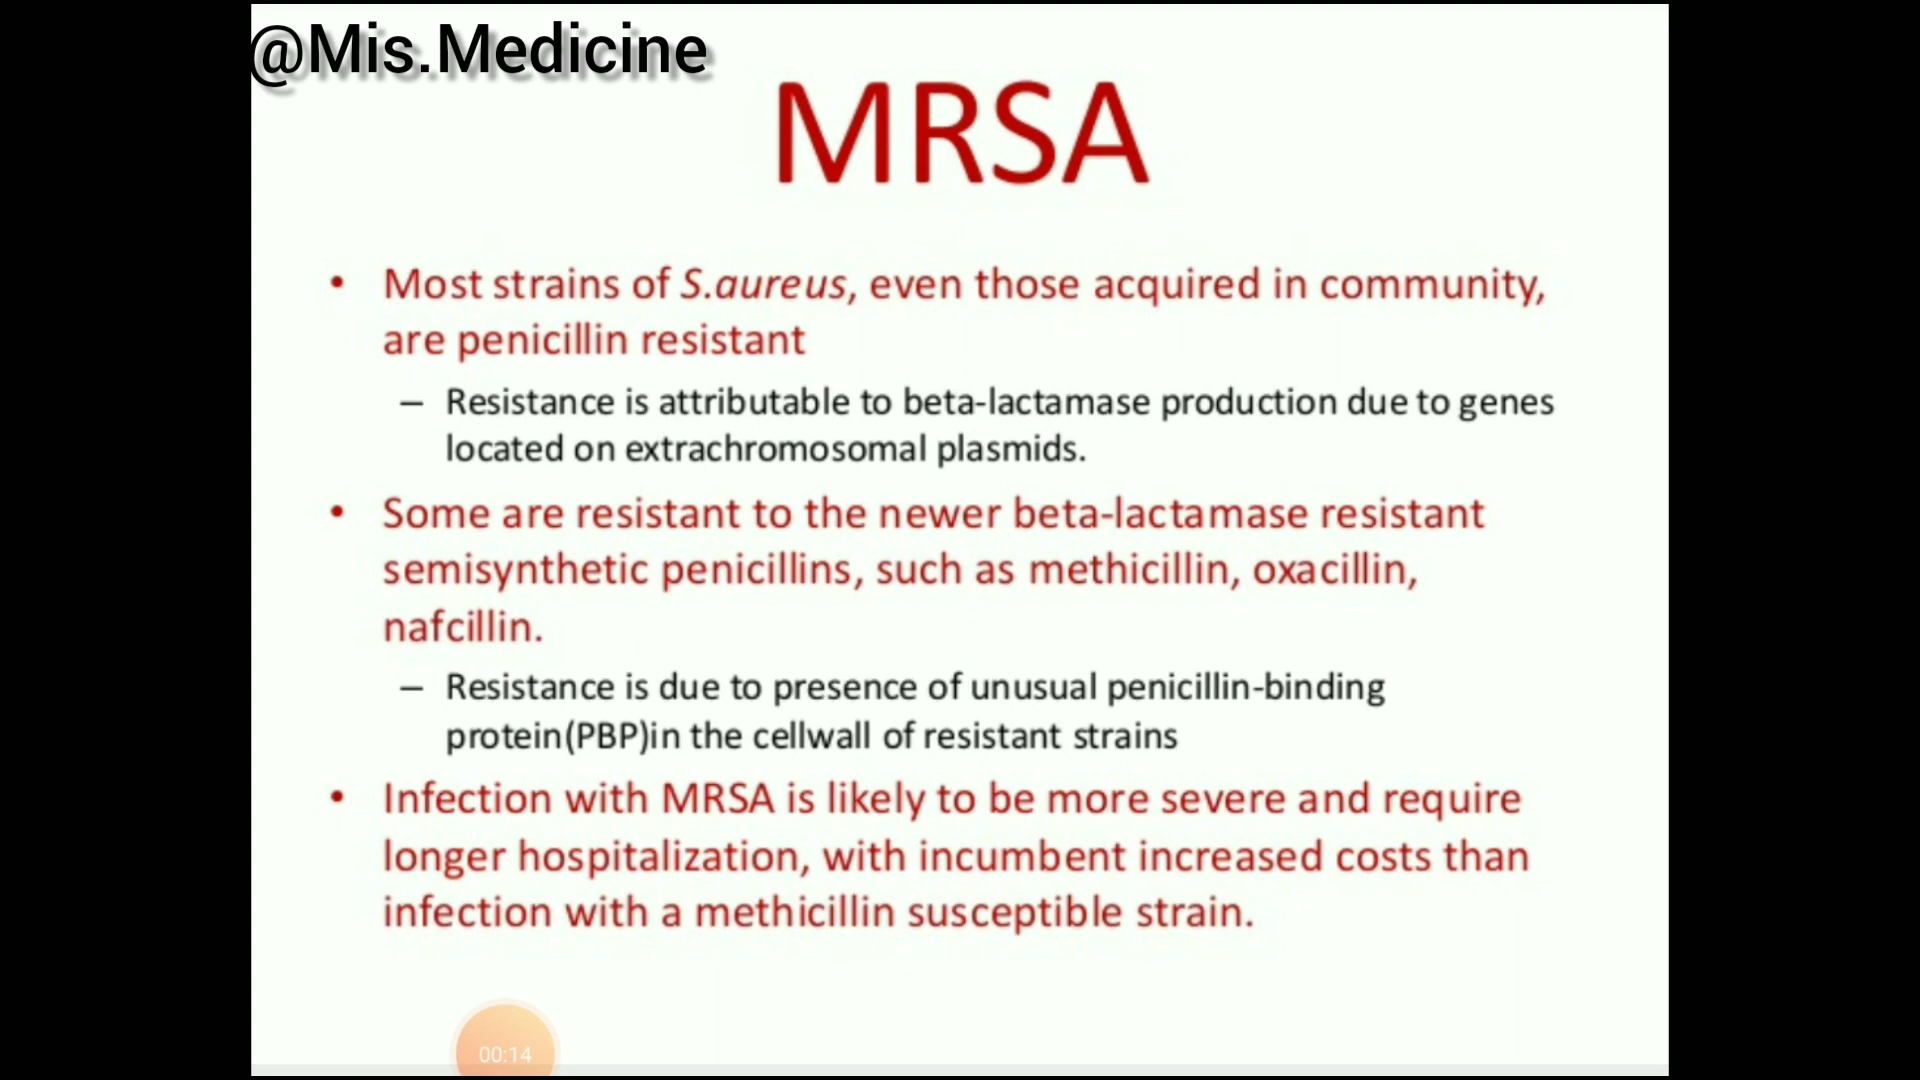 @Mis.Medicine
MRSA
• Most strains of S.aureus, even those acquired in community,
are penicillin resistant
– Resistance is attributable to beta-lactamase production due to genes
located on extrachromosomal plasmids.
• Some are resistant to the newer beta-lactamase resistant
semisynthetic penicillins, such as methicillin, oxacillin,
nafcillin.
– Resistance is due to presence of unusual penicillin-binding
protein(PBP)in the cellwall of resistant strains
• Infection with MRSA is likely to be more severe and require
longer hospitalization, with incumbent increased costs than
infection with a methicillin susceptible strain.
00:14